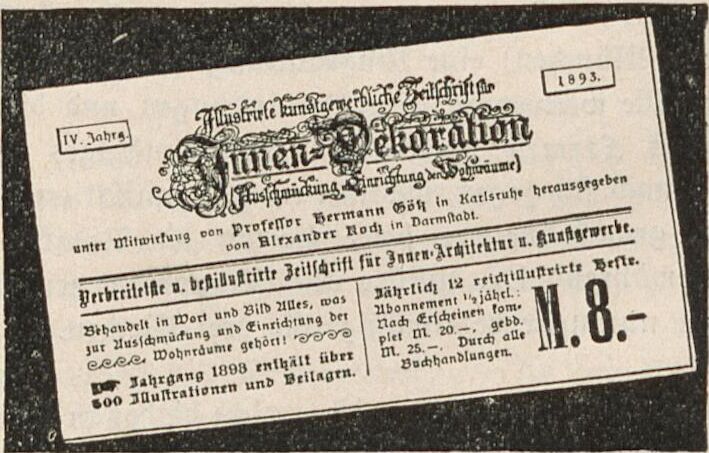 IV. Jahrg.
1893.
Illustrirte kunstgewerbliche Zeitschrift für
Innen-Dekoration
(Ausschmückung u. Einrichtung der Wohnräume)
unter Mitwirkung von Professor Hermann Götz in Karlsruhe herausgegeben
von Alexander Koch in Darmstadt.
Verbreitetste u. bestillustrirte Zeitschrift für Innen-Architektur u. Kunstgewerbe.
Behandelt in Wort und Bild Alles, was
zur Ausschmückung und Einrichtung der
Wohnräume gehört!
Jahrgang 1893 enthält über
500 Illustrationen und Beilagen.
Jährlich 12 reichillustrirte Hefte.
Abonnement ½ jährl.:
Nach Erscheinen kom-
plet M. 20.—, gebd.
M. 25.—. Durch alle
Buchhandlungen.
M. 8.-